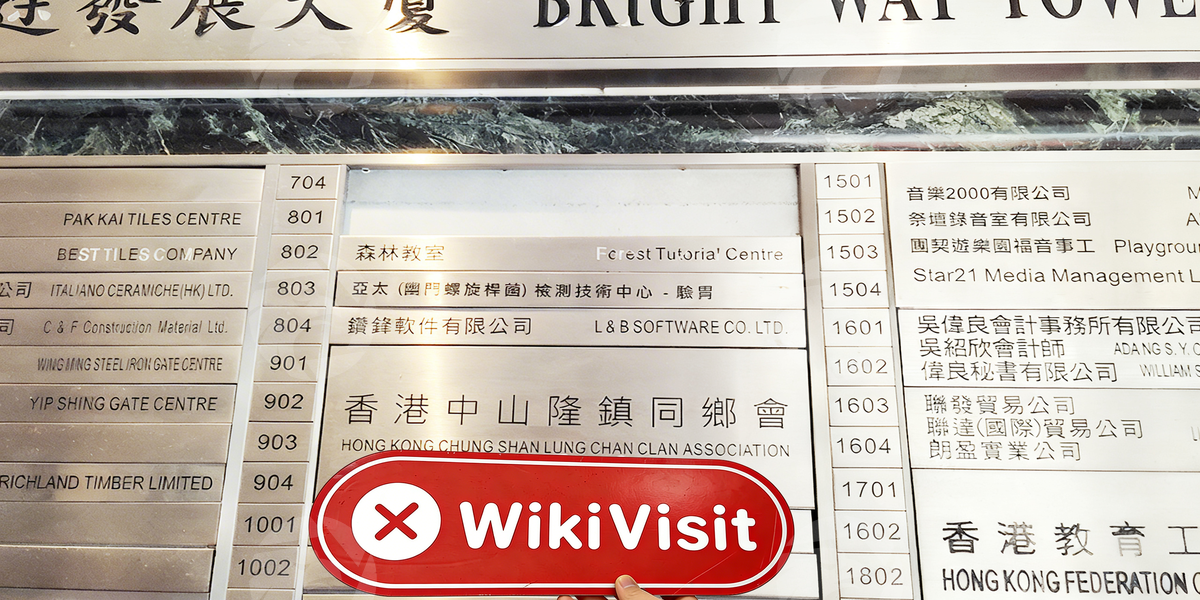 發展大廈 BRIGHT WAY TOWE
PAK KAI TILES CENTRE
BEST TILES COMPANY
公司 ITALIANO CERAMICHE(HK) LTD.
司 C & F Construction Material Ltd.
WING MING STEEL IRON GATE CENTRE
YIP SHING GATE CENTRE
RICHLAND TIMBER LIMITED
704
801
802 森林教室 Forest Tutorial Centre
803 亞太 (幽門螺旋桿菌) 檢測技術中心 - 驗胃
804 鑽鋒軟件有限公司 L & B SOFTWARE CO. LTD.
901
902 香港中山隆鎮同鄉會
903 HONG KONG CHUNG SHAN LUNG CHAN CLAN ASSOCIATION
904
1001
1002
WikiVisit
1501 音樂2000有限公司
1502 祭壇錄音室有限公司
1503 團契遊樂園福音事工 Playgroun
1504 Star21 Media Management L
1601 吳偉良會計事務所有限公司
吳紹欣會計師 ADA NG S. Y. C
1602 偉良秘書有限公司 WILLIAM S
1603 聯發貿易公司
聯達(國際)貿易公司
1604 朗盈實業公司
1701
1602 香港教育工
1802 HONG KONG FEDERATION O